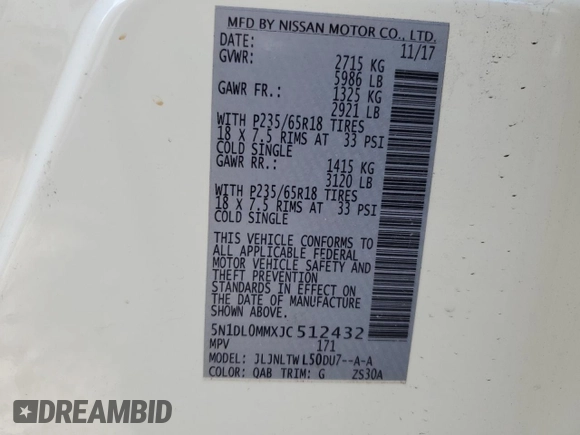 MFD BY NISSAN MOTOR CO., LTD.
DATE: 11/17
GVWR: 2715 KG
5986 LB
GAWR FR.: 1325 KG
2921 LB
WITH P235/65R18 TIRES
18 X 7.5 RIMS AT 33 PSI
COLD SINGLE
GAWR RR.: 1415 KG
3120 LB
WITH P235/65R18 TIRES
18 X 7.5 RIMS AT 33 PSI
COLD SINGLE
THIS VEHICLE CONFORMS TO
ALL APPLICABLE FEDERAL
MOTOR VEHICLE SAFETY AND
THEFT PREVENTION
STANDARDS IN EFFECT ON
THE DATE OF MANUFACTURE
SHOWN ABOVE.
5N1DL0MMXJC512432
MPV 171
MODEL: JLJNLTWL50DU7--A-A
COLOR: QAB TRIM: G ZS30A
DREAMBID